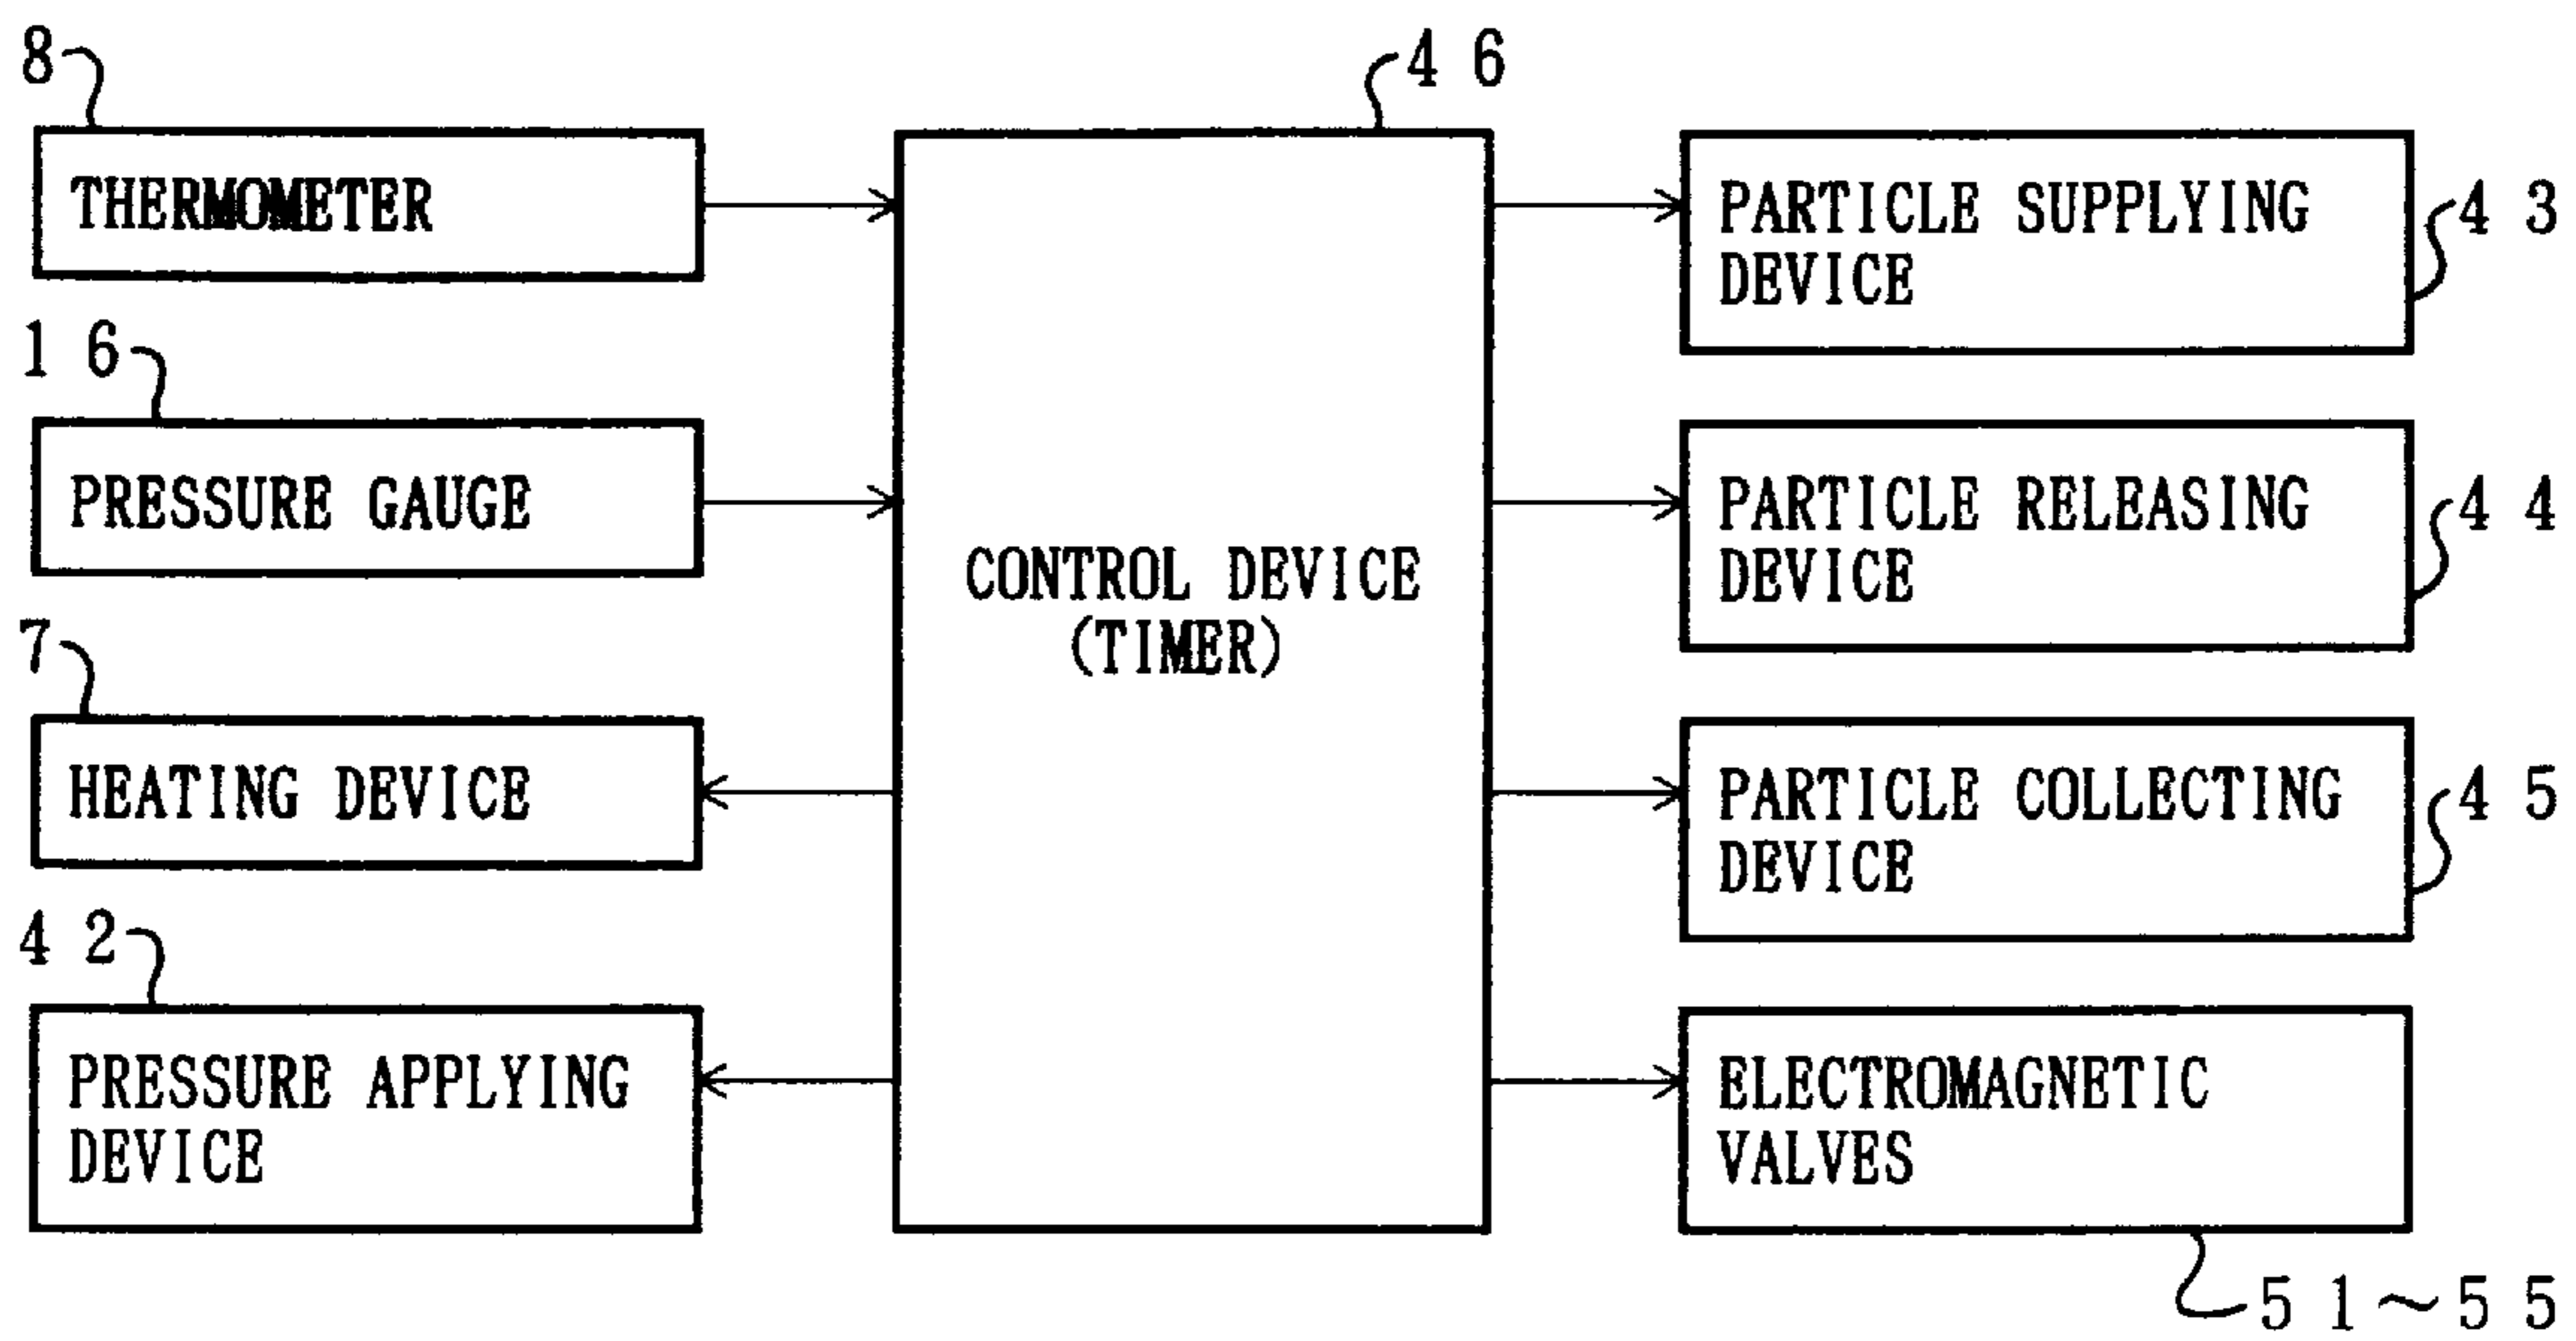 8
THERMOMETER
1 6
PRESSURE GAUGE
7
HEATING DEVICE
4 2
PRESSURE APPLYING
DEVICE
4 6
CONTROL DEVICE
(TIMER)
PARTICLE SUPPLYING
DEVICE
4 3
PARTICLE RELEASING
DEVICE
4 4
PARTICLE COLLECTING
DEVICE
4 5
ELECTROMAGNETIC
VALVES
5 1～5 5